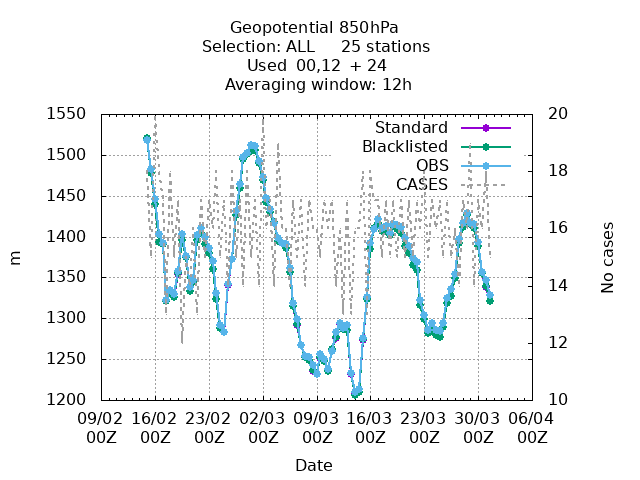 Geopotential 850hPa
Selection: ALL     25 stations
Used  00,12  + 24
Averaging window: 12h
Standard
Blacklisted
OBS
CASES
1550
1500
1450
1400
1350
1300
1250
1200
20
18
16
14
12
10
m
No cases
09/02 16/02 23/02 02/03 09/03 16/03 23/03 30/03 06/04
00Z 00Z 00Z 00Z 00Z 00Z 00Z 00Z 00Z
Date